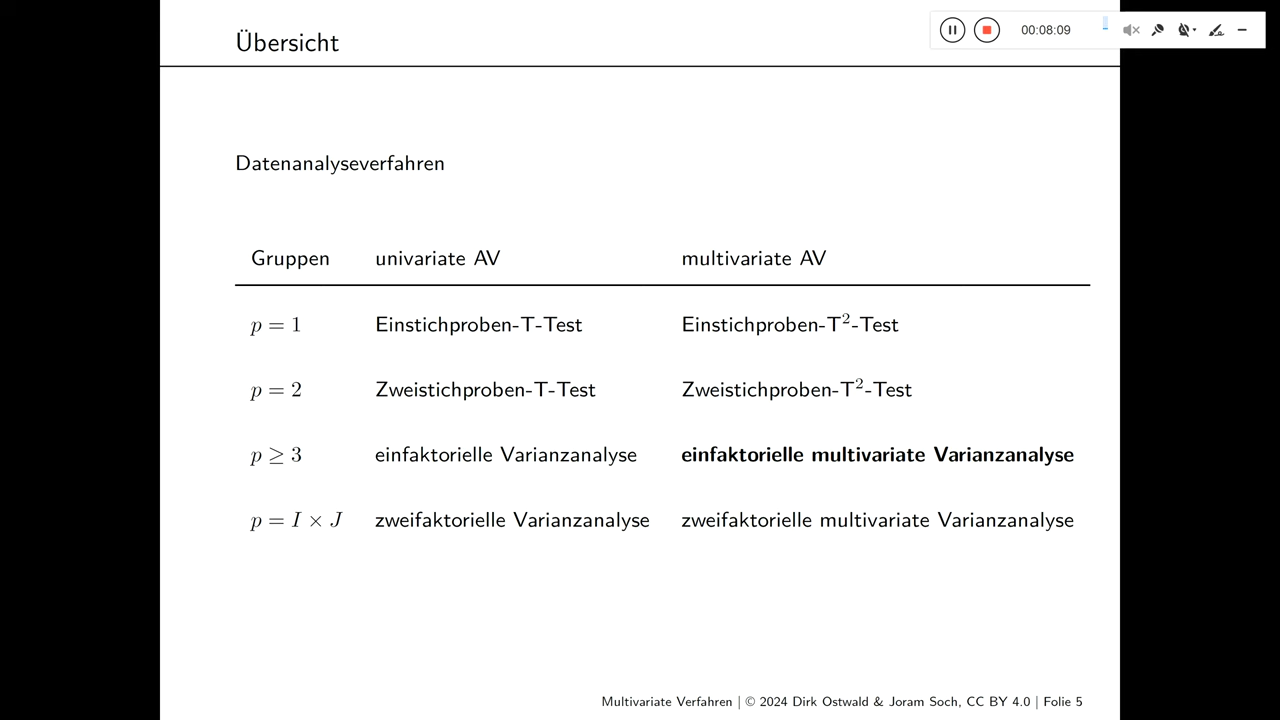 Übersicht
00:08:09
Datenanalyseverfahren
Gruppen univariate AV multivariate AV
p = 1 Einstichproben-T-Test Einstichproben-T²-Test
p = 2 Zweistichproben-T-Test Zweistichproben-T²-Test
p ≥ 3 einfaktorielle Varianzanalyse einfaktorielle multivariate Varianzanalyse
p = I × J zweifaktorielle Varianzanalyse zweifaktorielle multivariate Varianzanalyse
Multivariate Verfahren | © 2024 Dirk Ostwald & Joram Soch, CC BY 4.0 | Folie 5